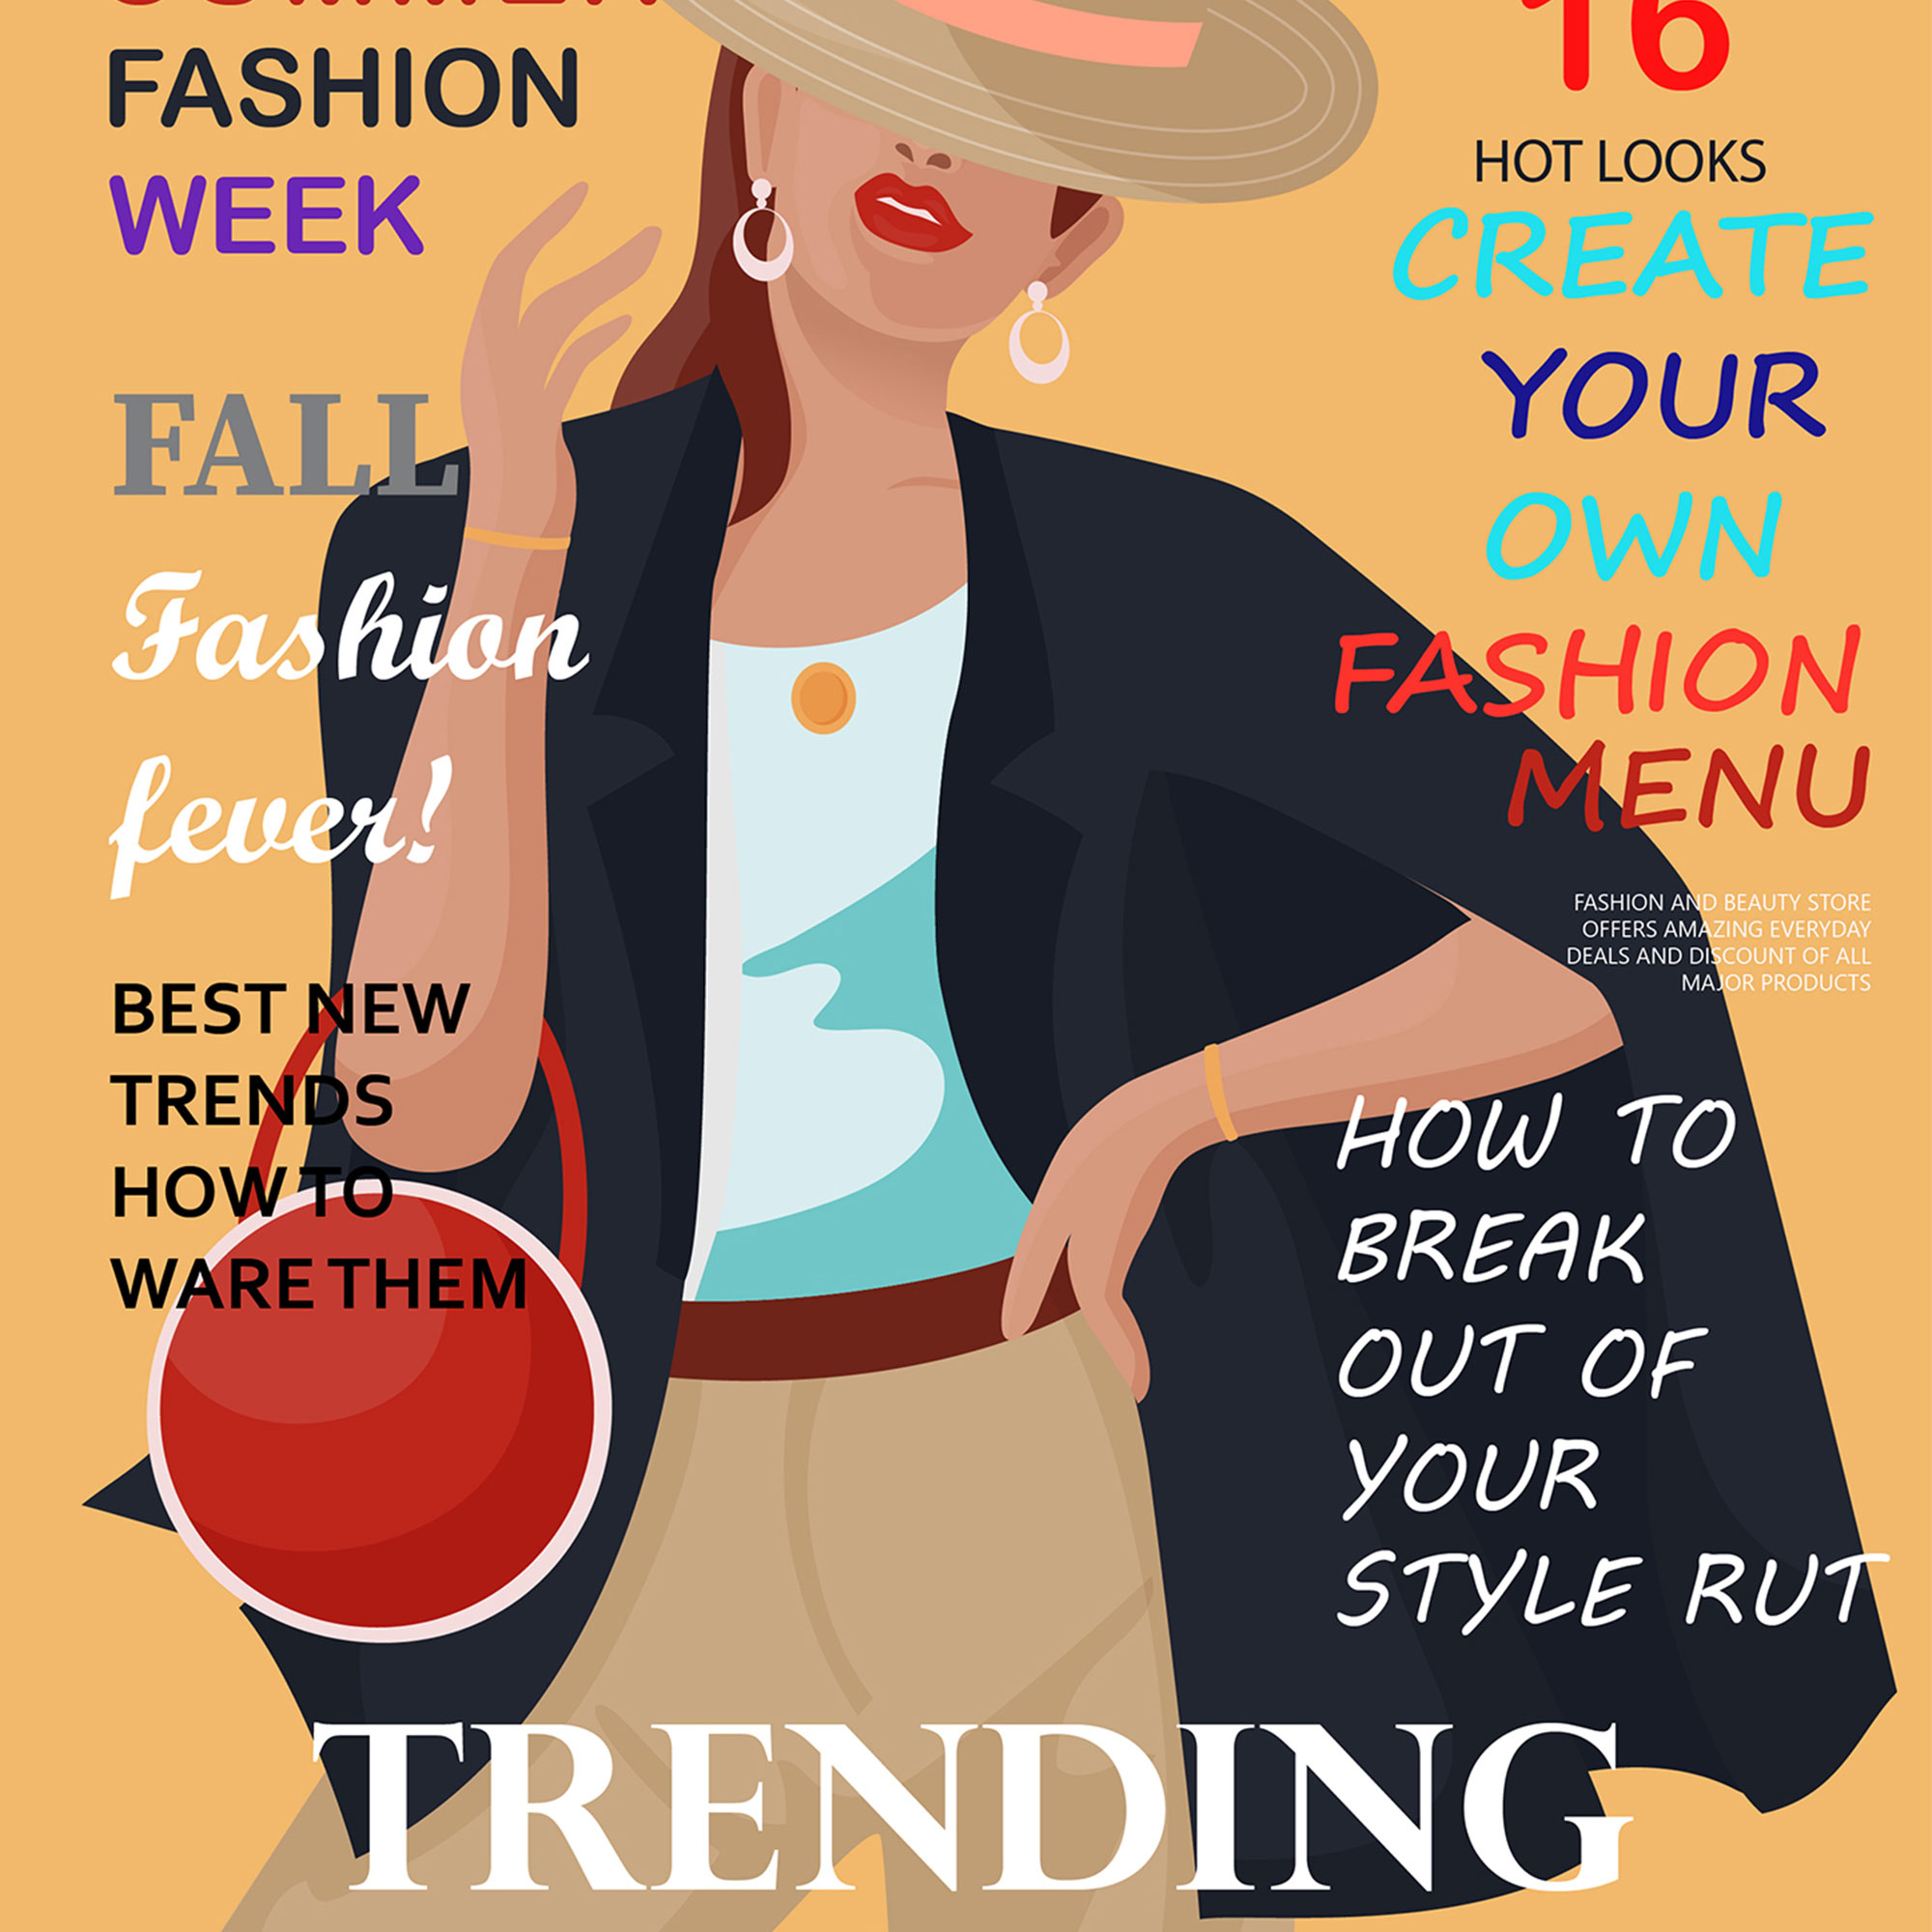 SUMMER
FASHION
WEEK
FALL
Fashion
fever!
BEST NEW
TRENDS
HOW TO
WARE THEM
16
HOT LOOKS
CREATE
YOUR
OWN
FASHION
MENU
FASHION AND BEAUTY STORE
OFFERS AMAZING EVERYDAY
DEALS AND DISCOUNT OF ALL
MAJOR PRODUCTS
HOW TO
BREAK
OUT OF
YOUR
STYLE RUT
TRENDING